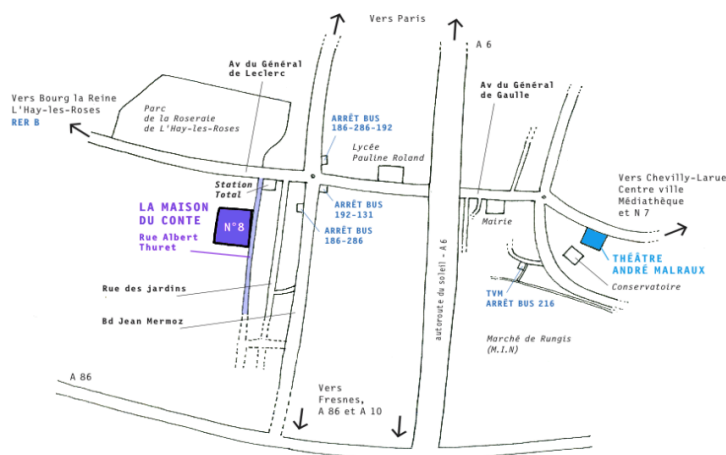 Vers Paris
A 6
Av du Général
de Leclerc
Av du Général
de Gaulle
Vers Bourg la Reine
L'Hay-les-Roses
RER B
Parc
de la Roseraie
de L'Hay-les-Roses
ARRÊT BUS
186-286-192
Lycée
Pauline Roland
Vers Chevilly-Larue
Centre ville
Médiathèque
et N 7
Station
Total
LA MAISON
DU CONTE
N°8
Rue Albert
Thuret
ARRÊT BUS
192-131
ARRÊT BUS
186-286
Mairie
THÉÂTRE
ANDRÉ MALRAUX
Conservatoire
Rue des jardins
Bd Jean Mermoz
autoroute du soleil - A6
TVM
ARRÊT BUS 216
Marché de Rungis
(M.I.N)
A 86
Vers
Fresnes,
A 86 et A 10